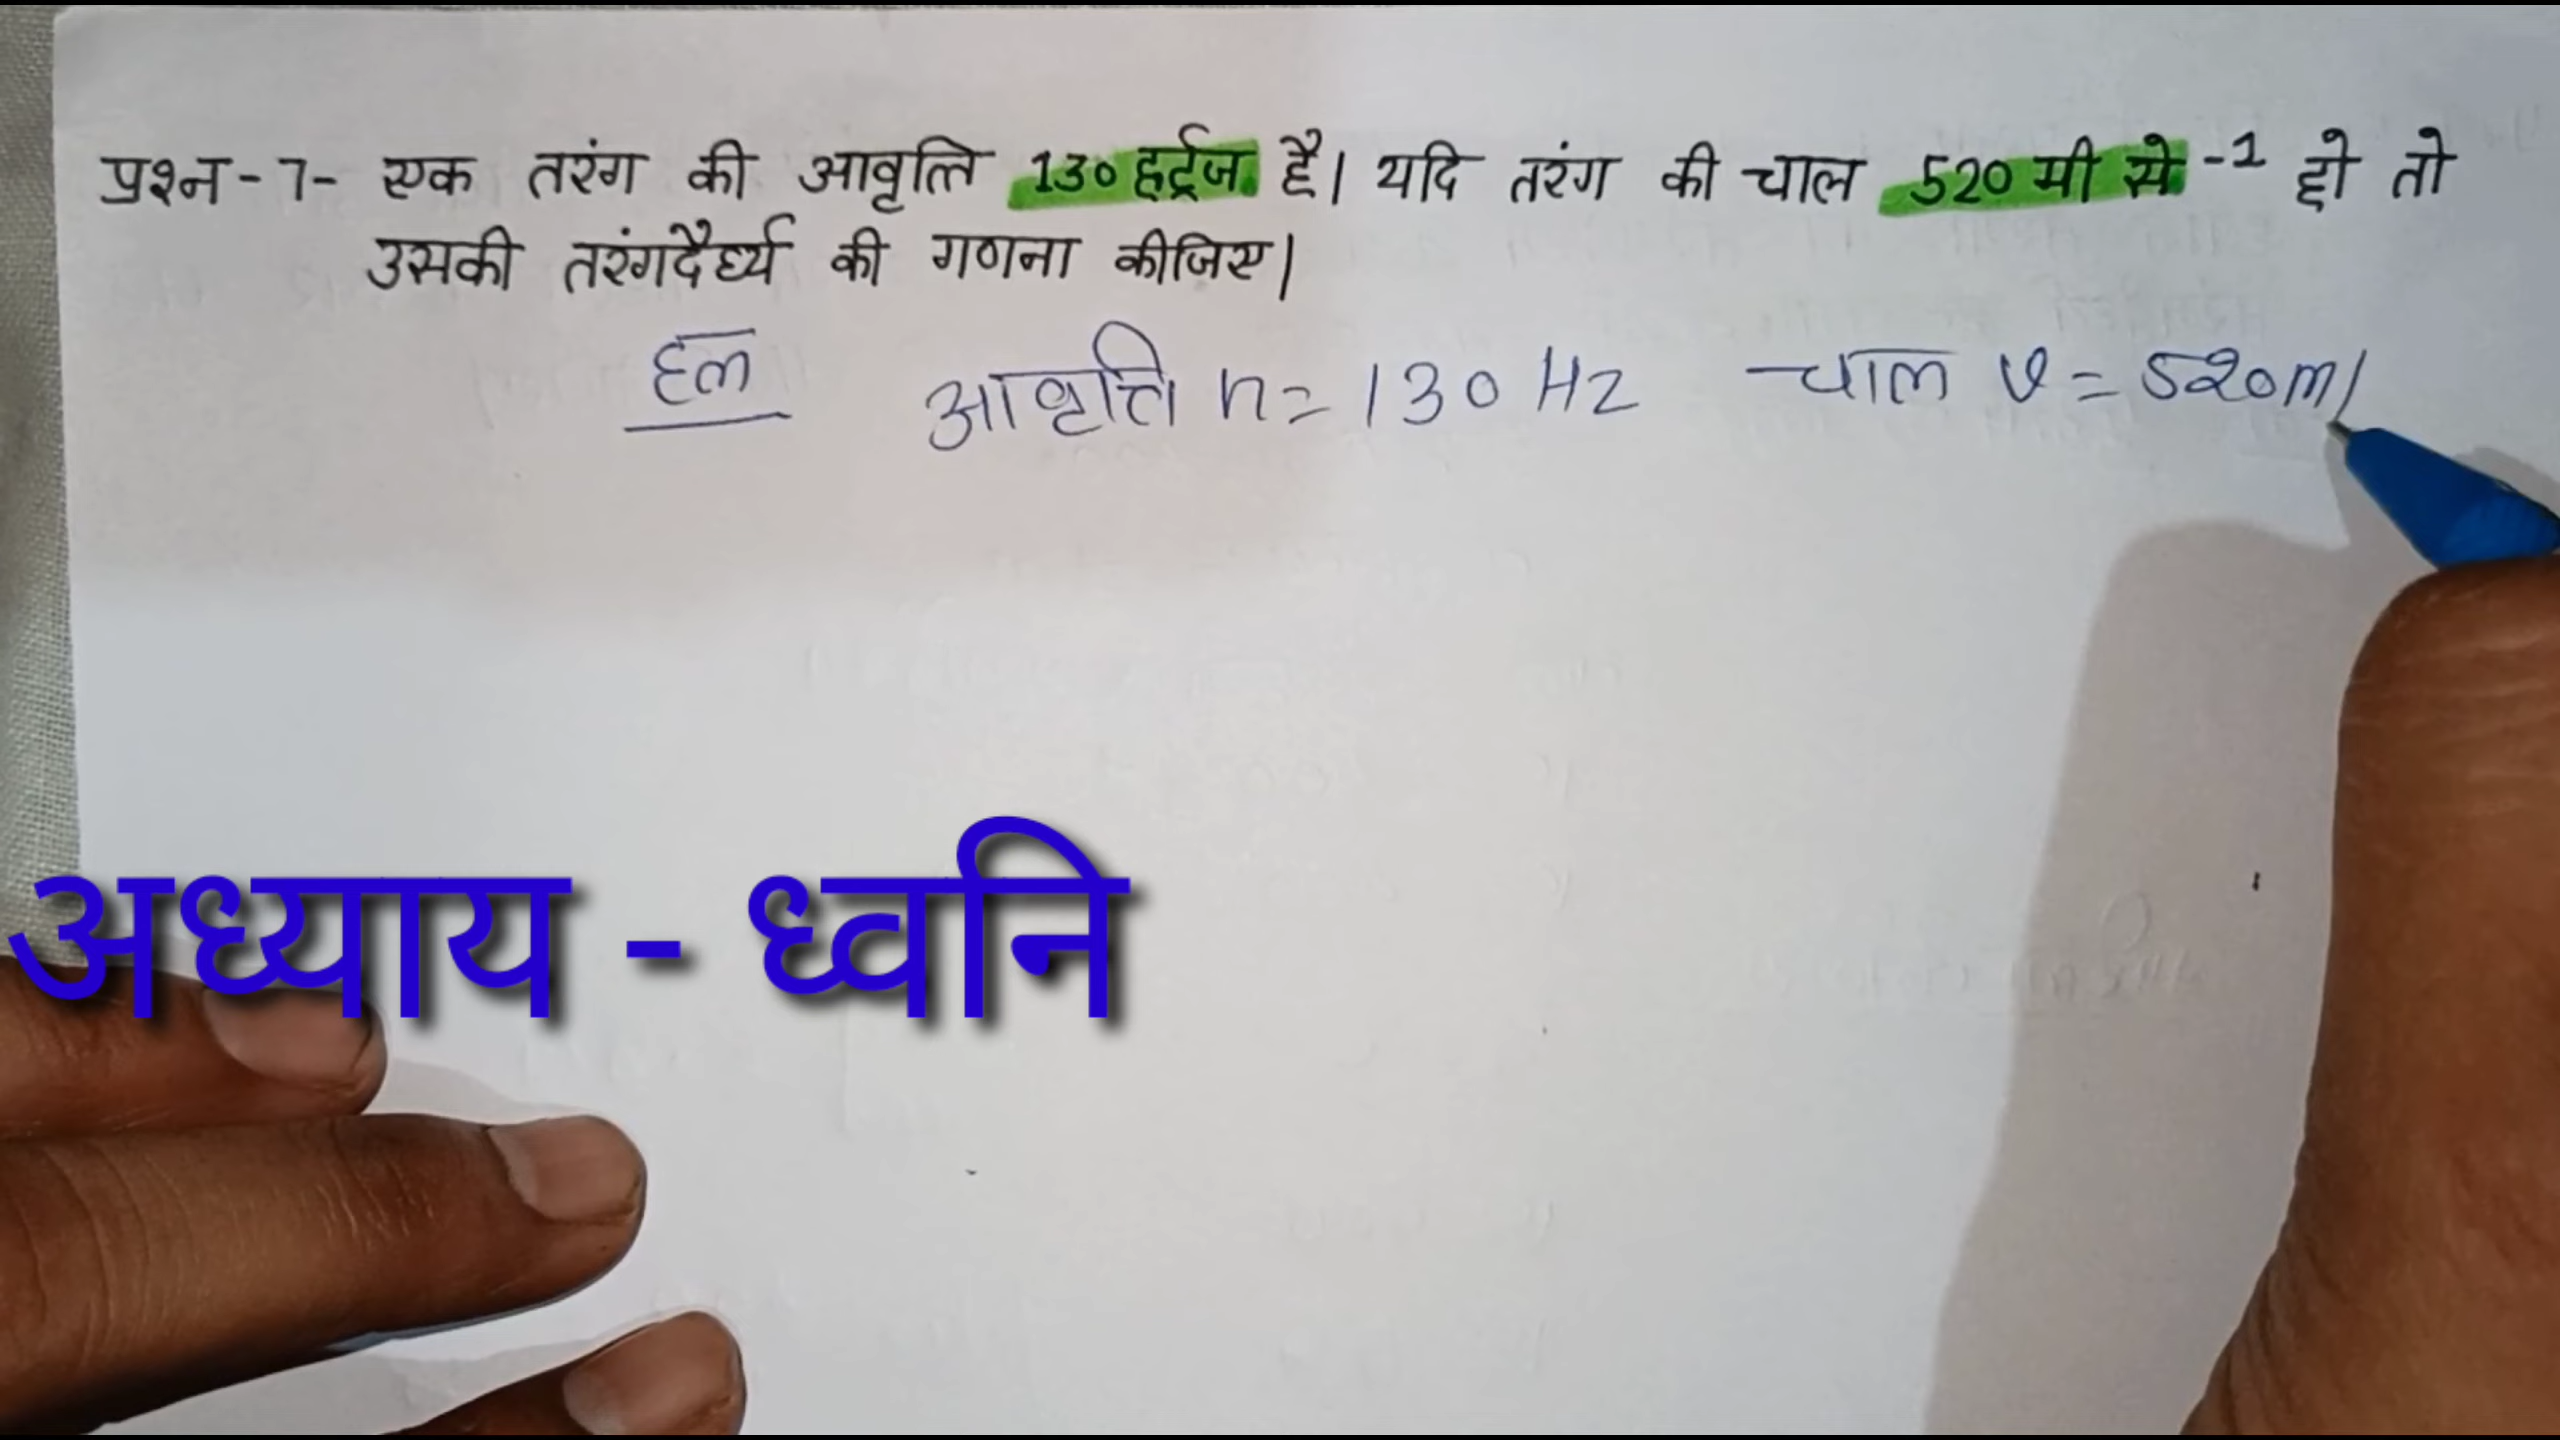 प्रश्न-7- एक तरंग की आवृत्ति 130 हर्ट्ज है। यदि तरंग की चाल 520 मी से -1 हो तो
उसकी तरंगदैर्घ्य की गणना कीजिए।
हल आवृत्ति n = 130 Hz चाल v = 520m/
अध्याय - ध्वनि